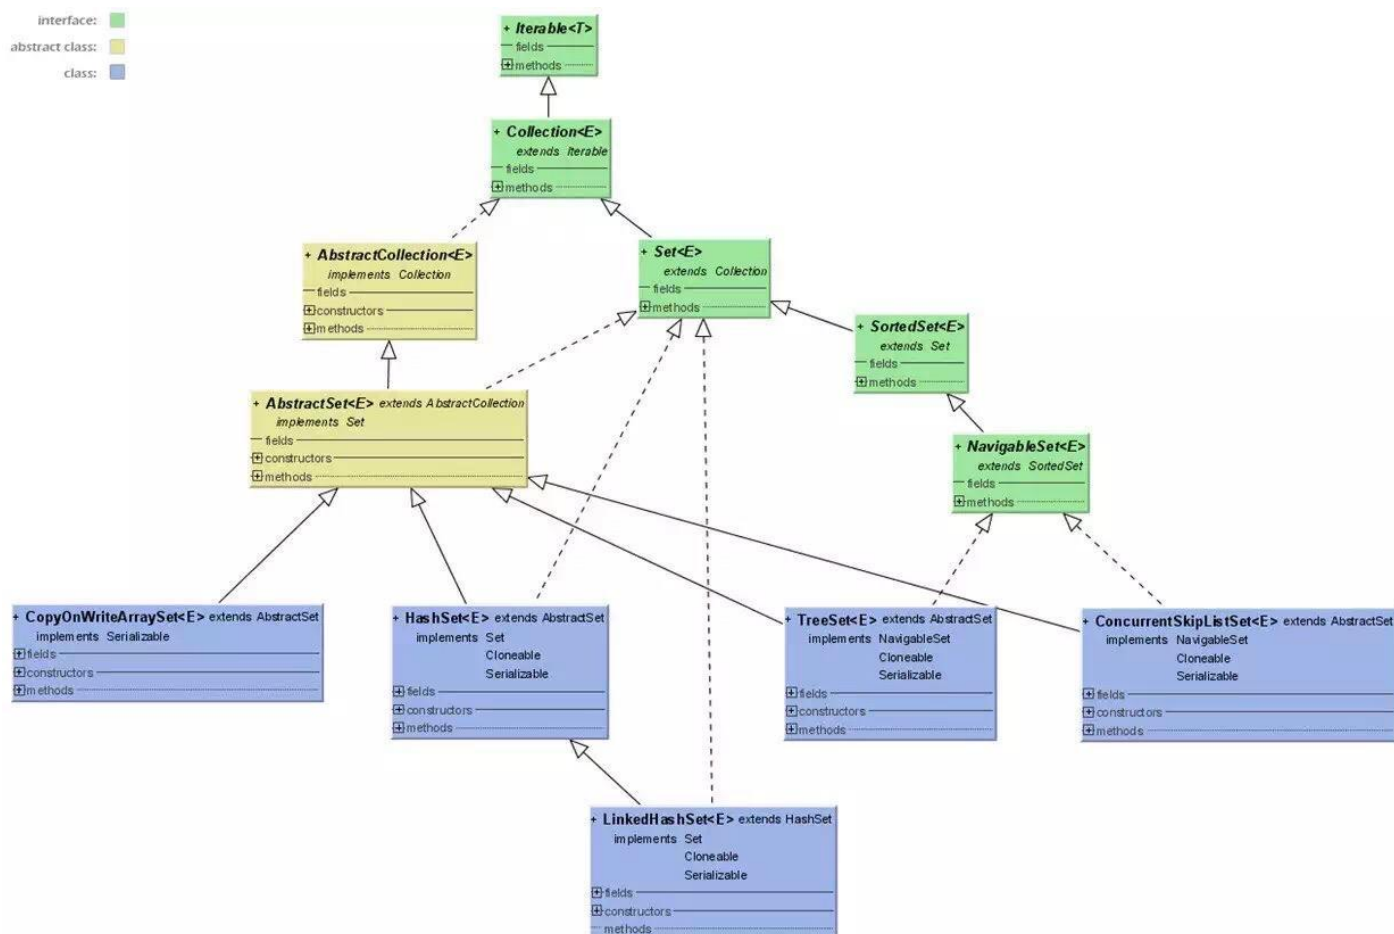 interface:
abstract class:
class:
+ Iterable<T>
fields
methods
+ Collection<E>
extends Iterable
fields
methods
+ AbstractCollection<E>
implements Collection
fields
constructors
methods
+ Set<E>
extends Collection
fields
methods
+ SortedSet<E>
extends Set
fields
methods
+ AbstractSet<E> extends AbstractCollection
implements Set
fields
constructors
methods
+ NavigableSet<E>
extends SortedSet
fields
methods
+ CopyOnWriteArraySet<E> extends AbstractSet
implements Serializable
fields
constructors
methods
+ HashSet<E> extends AbstractSet
implements Set
Cloneable
Serializable
fields
constructors
methods
+ TreeSet<E> extends AbstractSet
implements NavigableSet
Cloneable
Serializable
fields
constructors
methods
+ ConcurrentSkipListSet<E> extends AbstractSet
implements NavigableSet
Cloneable
Serializable
fields
constructors
methods
+ LinkedHashSet<E> extends HashSet
implements Set
Cloneable
Serializable
fields
constructors
methods